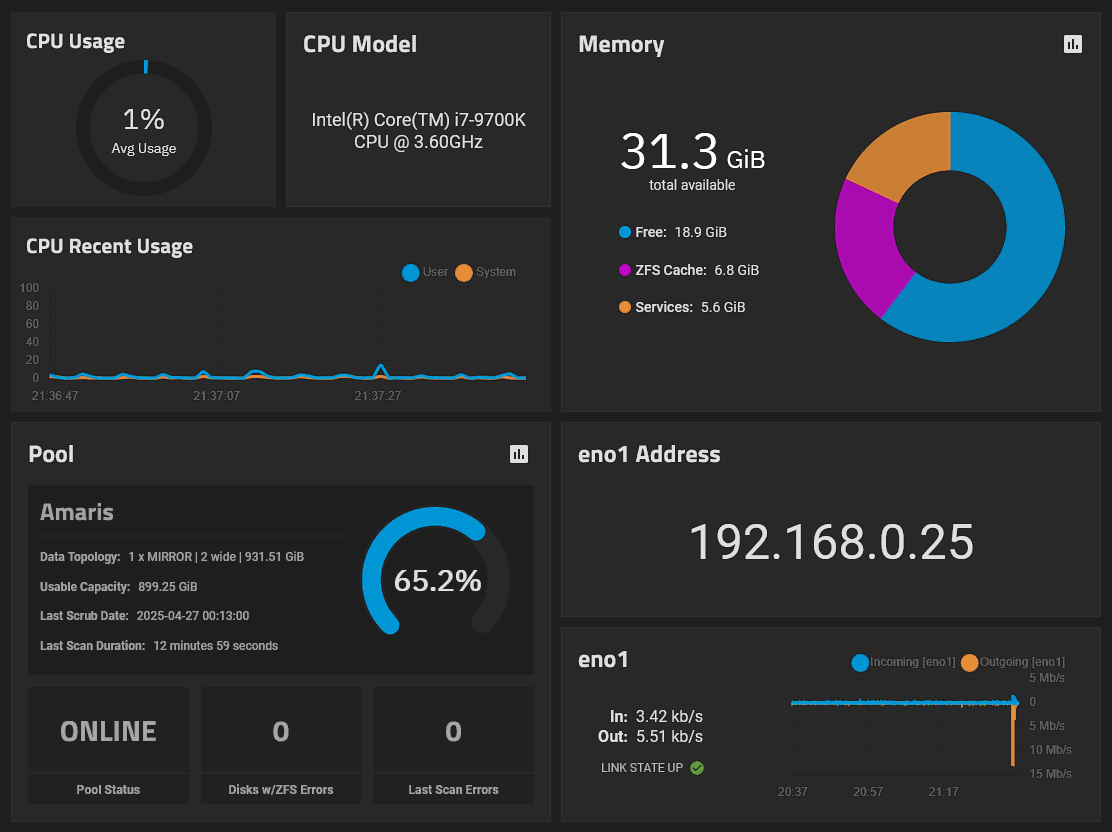 CPU Usage
1%
Avg Usage
CPU Model
Intel(R) Core(TM) i7-9700K
CPU @ 3.60GHz
Memory
31.3 GiB
total available
Free: 18.9 GiB
ZFS Cache: 6.8 GiB
Services: 5.6 GiB
CPU Recent Usage
User System
100
80
60
40
20
0
21:36:47 21:37:07 21:37:27
Pool
Amaris
Data Topology: 1 x MIRROR | 2 wide | 931.51 GiB
Usable Capacity: 899.25 GiB
Last Scrub Date: 2025-04-27 00:13:00
Last Scan Duration: 12 minutes 59 seconds
65.2%
ONLINE
Pool Status
0
Disks w/ZFS Errors
0
Last Scan Errors
eno1 Address
192.168.0.25
eno1
In: 3.42 kb/s
Out: 5.51 kb/s
LINK STATE UP
Incoming [eno1] Outgoing [eno1]
5 Mb/s
0
5 Mb/s
10 Mb/s
15 Mb/s
20:37 20:57 21:17